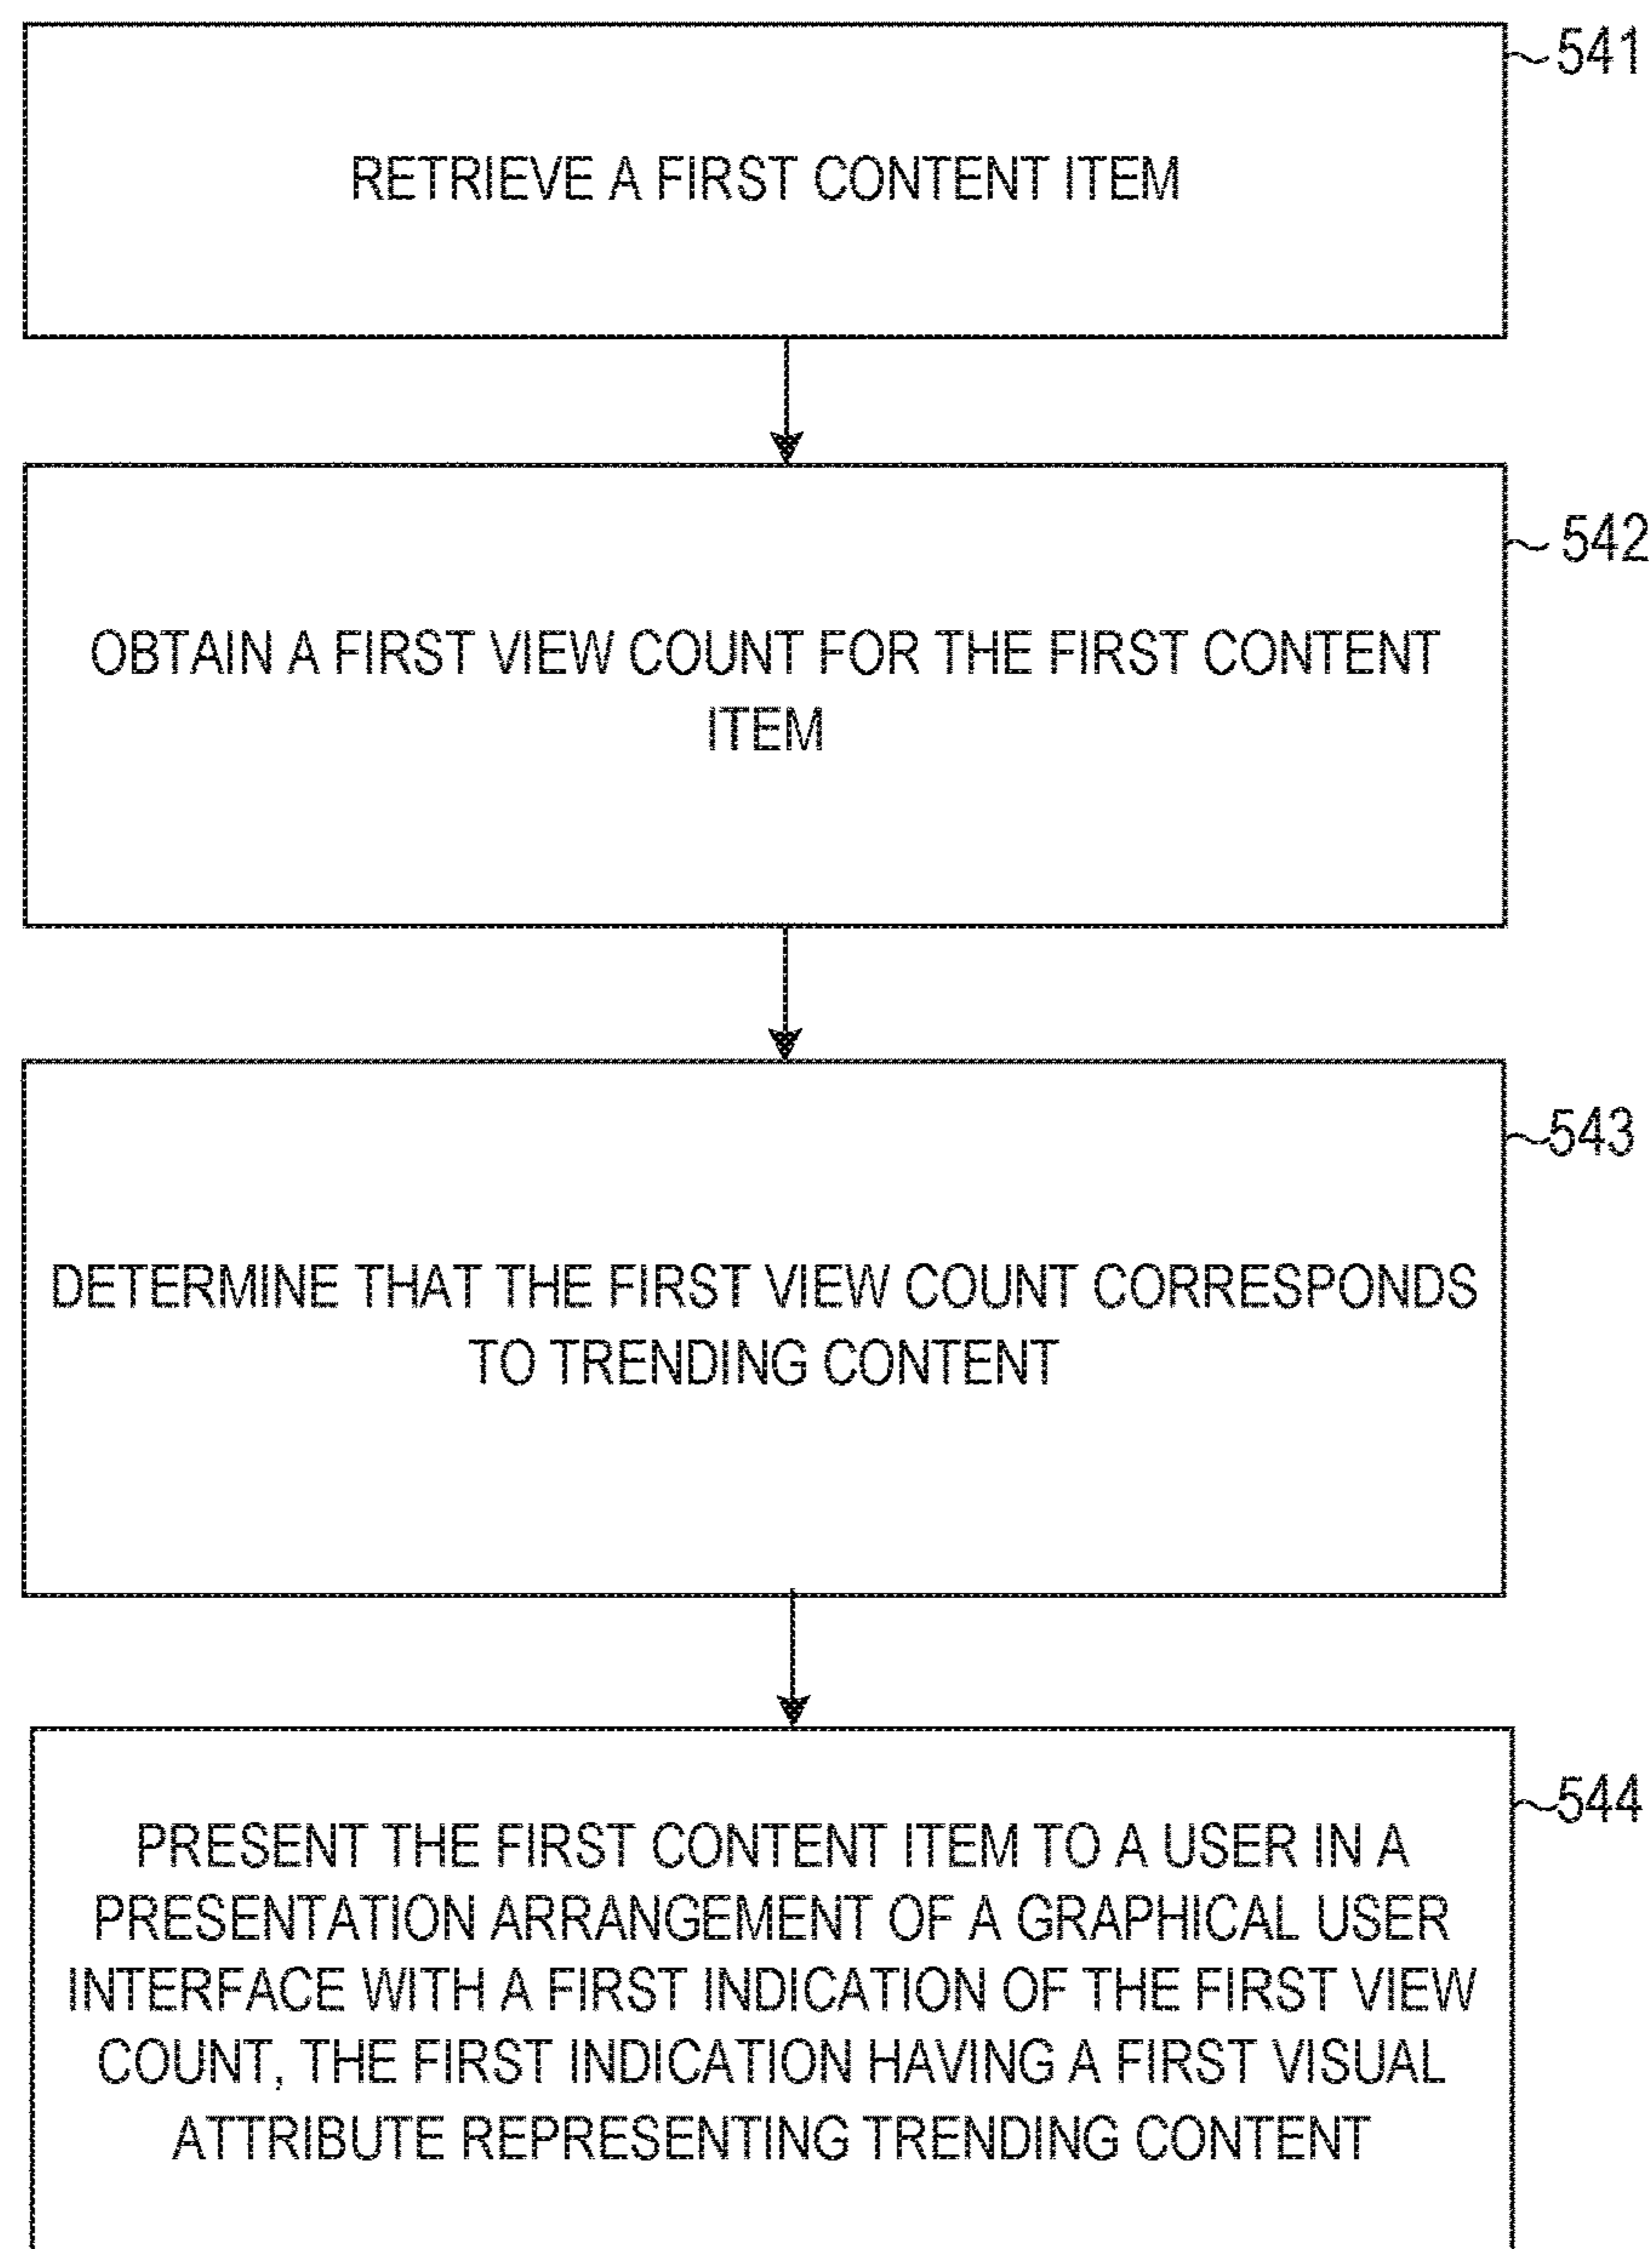 541
RETRIEVE A FIRST CONTENT ITEM
542
OBTAIN A FIRST VIEW COUNT FOR THE FIRST CONTENT
ITEM
543
DETERMINE THAT THE FIRST VIEW COUNT CORRESPONDS
TO TRENDING CONTENT
544
PRESENT THE FIRST CONTENT ITEM TO A USER IN A
PRESENTATION ARRANGEMENT OF A GRAPHICAL USER
INTERFACE WITH A FIRST INDICATION OF THE FIRST VIEW
COUNT, THE FIRST INDICATION HAVING A FIRST VISUAL
ATTRIBUTE REPRESENTING TRENDING CONTENT